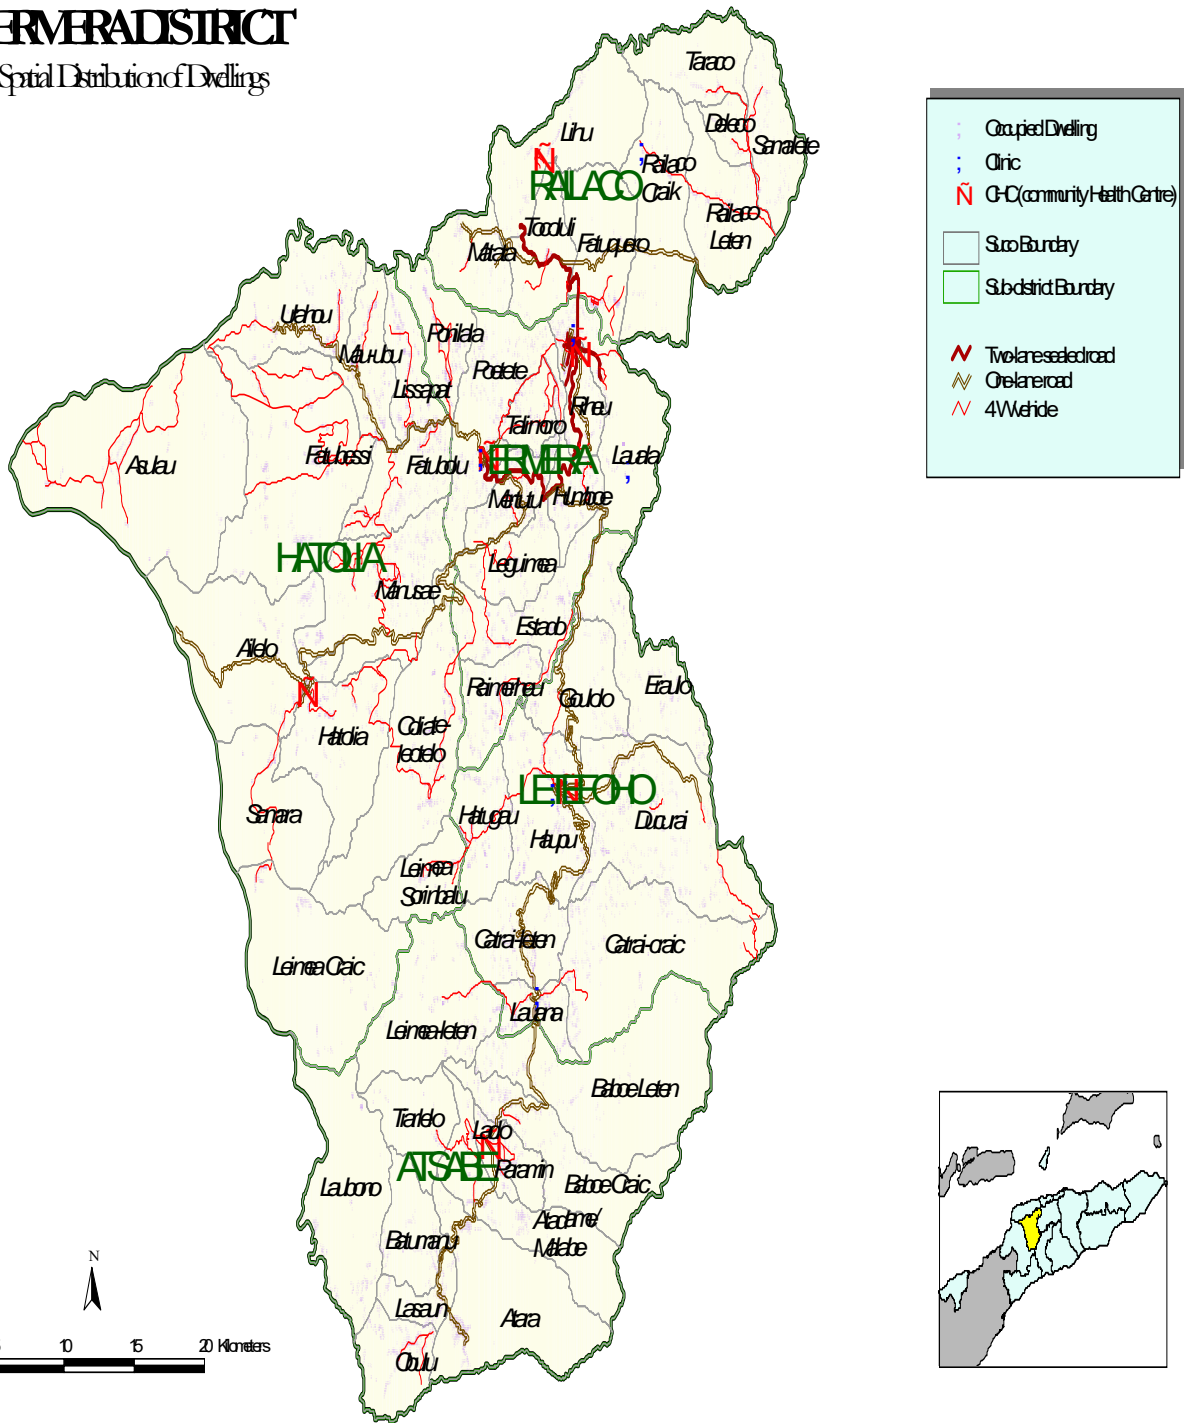 ERMERA DISTRICT
Spatial Distribution of Dwellings
Occupied Dwelling
Clinic
Ñ CHC (community Health Centre)
Suco Boundary
Sub-district Boundary
Two-lane sealed road
One-lane road
4W vehicle
Taraco
Deleco
Samalete
Lihu
Ñ
Railaco
Craik
RAILACO
Railaco
Leten
Tocoluli
Fatuquero
Matata
Urahou
Mau-ubu
Ponilala
Lissapat
Poetete
Riheu
Talimoro
Asulau
Fatubessi
Fatubolu
ERMERA
Lauala
Mertutu
Humboe
HATOLIA
Leguimea
Manusae
Estado
Ailelo
Raimerheu
Goulolo
Eraulo
Ñ
Hatolia
Coliate-
leotelo
LETEFOHO
Samara
Hatugau
Ducurai
Haupu
Leimea
Sorinbalu
Catrai-leten
Catrai-craic
Leimea Craic
Lauana
Leimea-leten
Baboe Leten
Tiarlelo
Laclo
ATSABE
Paramin
Laubono
Baboe Craic
Atadame/
Malabe
Batumanu
Lasaun
Atara
Obulu
N
10
15
20 Kilometers